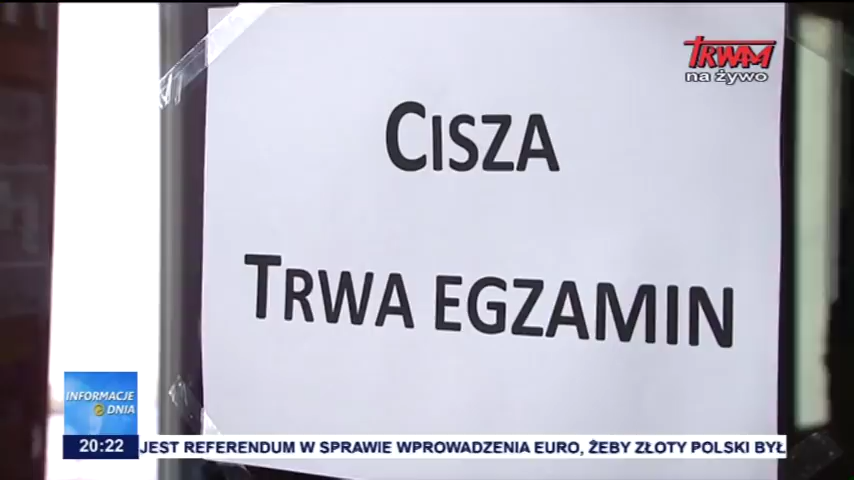 TRWAM
na żywo
CISZA
TRWA EGZAMIN
INFORMACJE
DNIA
20:22
JEST REFERENDUM W SPRAWIE WPROWADZENIA EURO, ŻEBY ZŁOTY POLSKI BYŁ